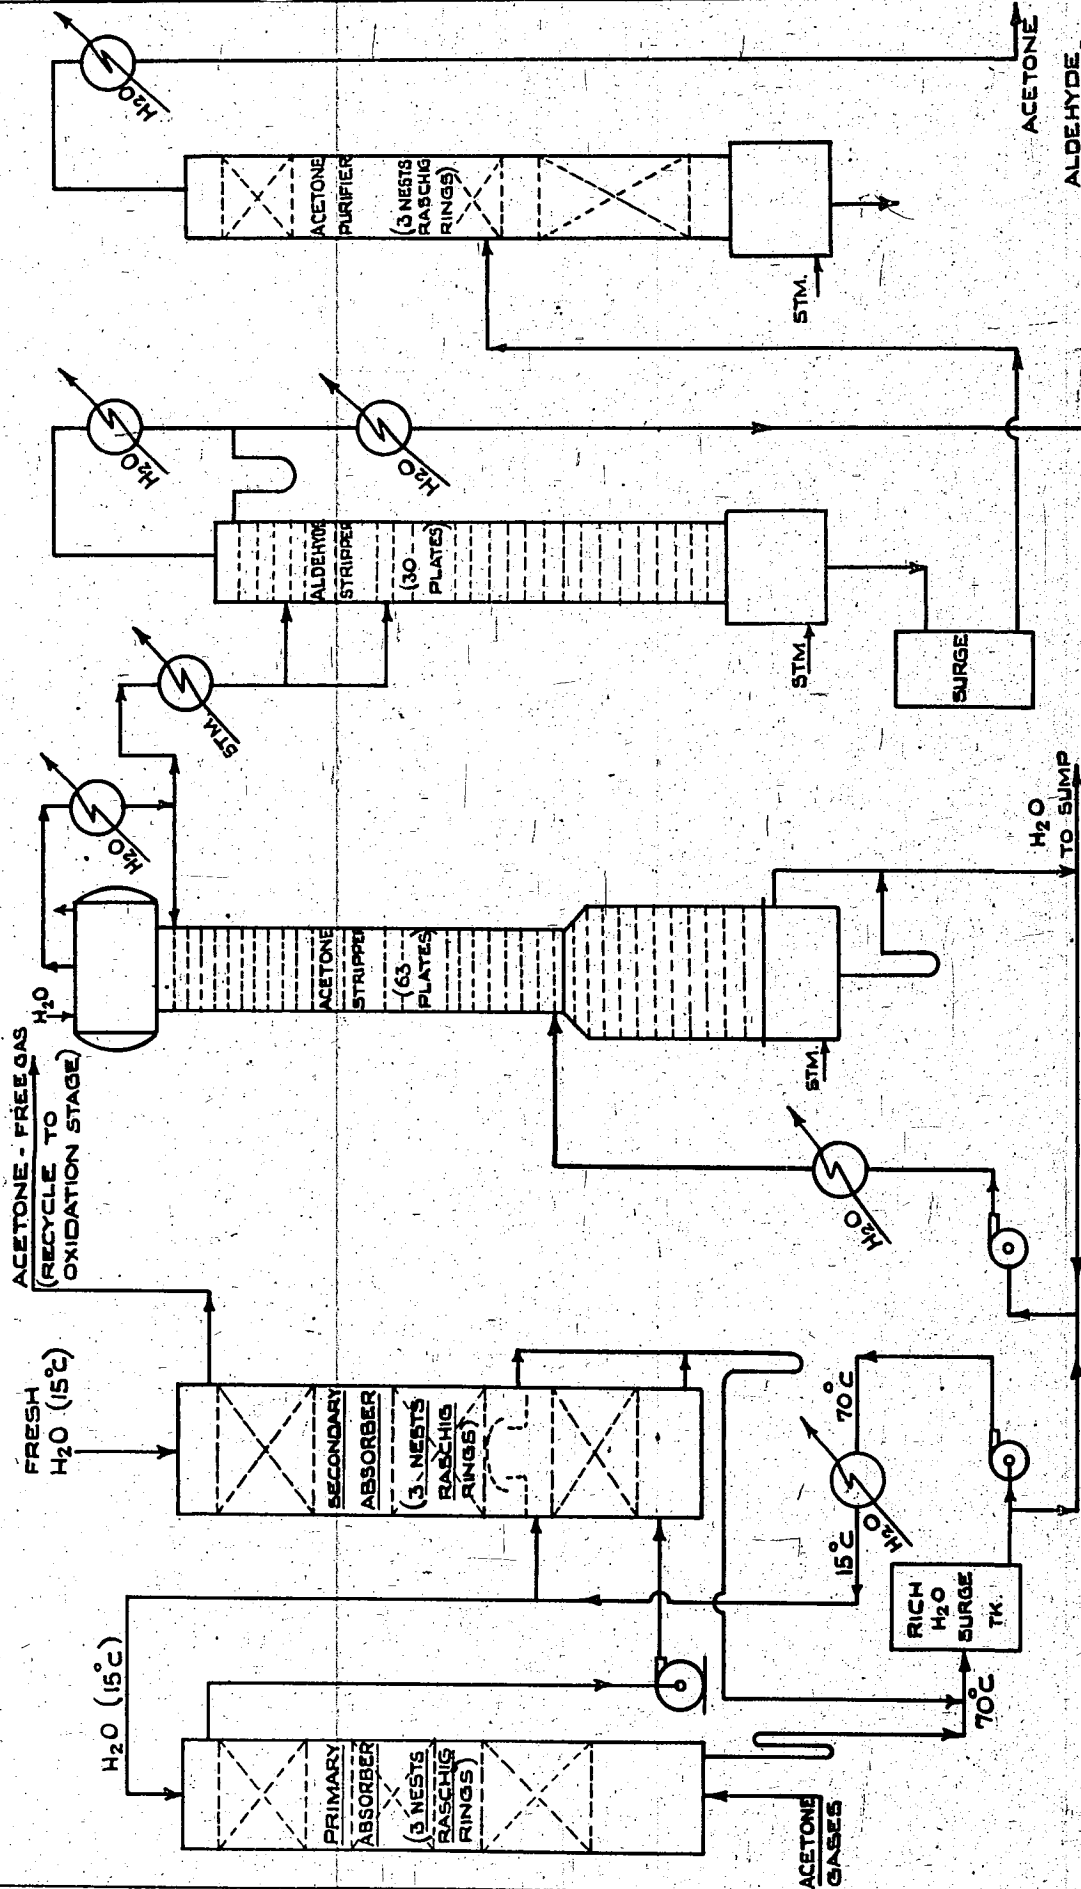 ACETONE
GASES
PRIMARY
ABSORBER
(3 NESTS
RASCHIG
RINGS)
H₂O (15°C)
70°C
RICH
H₂O
SURGE
TK.
15°C
H₂O
70°C
FRESH
H₂O (15°C)
SECONDARY
ABSORBER
(3 NESTS
RASCHIG
RINGS)
ACETONE - FREE GAS
(RECYCLE TO
OXIDATION STAGE)
H₂O
H₂O
STM.
ACETONE
STRIPPER
(63
PLATES)
H₂O
H₂O
TO SUMP
STM.
ALDEHYDE
STRIPPER
(30
PLATES)
STM.
H₂O
H₂O
SURGE
ACETONE
PURIFIER
(3 NESTS
RASCHIG
RINGS)
STM.
H₂O
ACETONE
ALDEHYDE